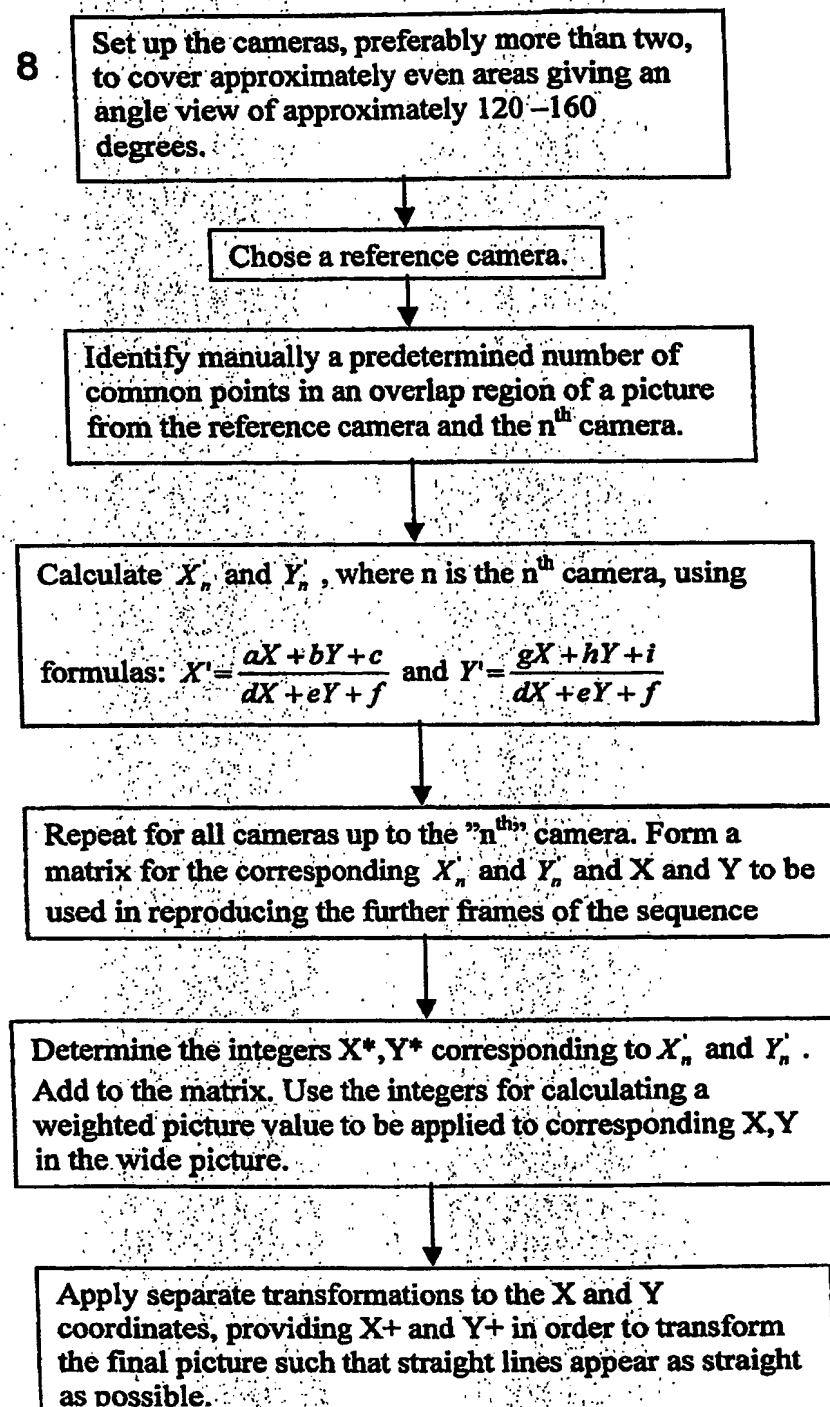 8
Set up the cameras, preferably more than two,
to cover approximately even areas giving an
angle view of approximately 120–160
degrees.
Chose a reference camera.
Identify manually a predetermined number of
common points in an overlap region of a picture
from the reference camera and the nᵗʰ camera.
Calculate X'ₙ and Y'ₙ , where n is the nᵗʰ camera, using
formulas: X'=(aX+bY+c)/(dX+eY+f) and Y'=(gX+hY+i)/(dX+eY+f)
Repeat for all cameras up to the ”nᵗʰ” camera. Form a
matrix for the corresponding X'ₙ and Y'ₙ and X and Y to be
used in reproducing the further frames of the sequence
Determine the integers X*,Y* corresponding to X'ₙ and Y'ₙ .
Add to the matrix. Use the integers for calculating a
weighted picture value to be applied to corresponding X,Y
in the wide picture.
Apply separate transformations to the X and Y
coordinates, providing X+ and Y+ in order to transform
the final picture such that straight lines appear as straight
as possible.